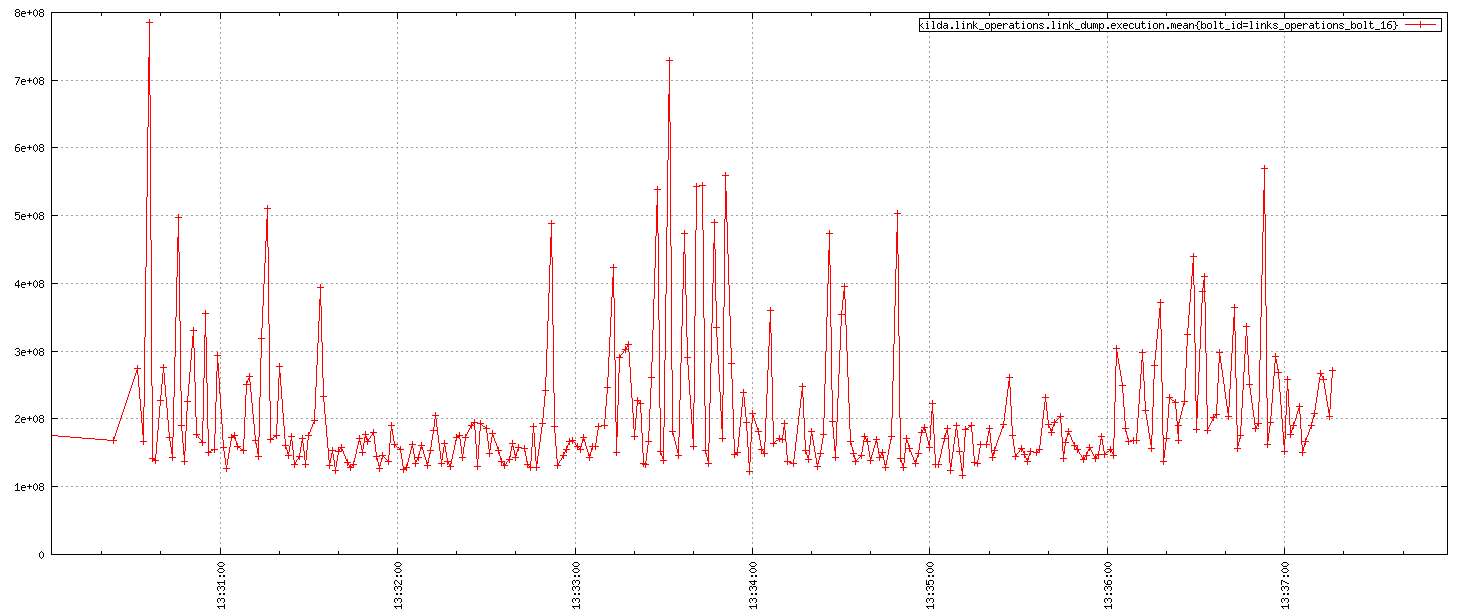 kilda.link_operations.link_dump.execution.mean{bolt_id=links_operations_bolt_16}
8e+08
7e+08
6e+08
5e+08
4e+08
3e+08
2e+08
1e+08
0
13:31:00
13:32:00
13:33:00
13:34:00
13:35:00
13:36:00
13:37:00